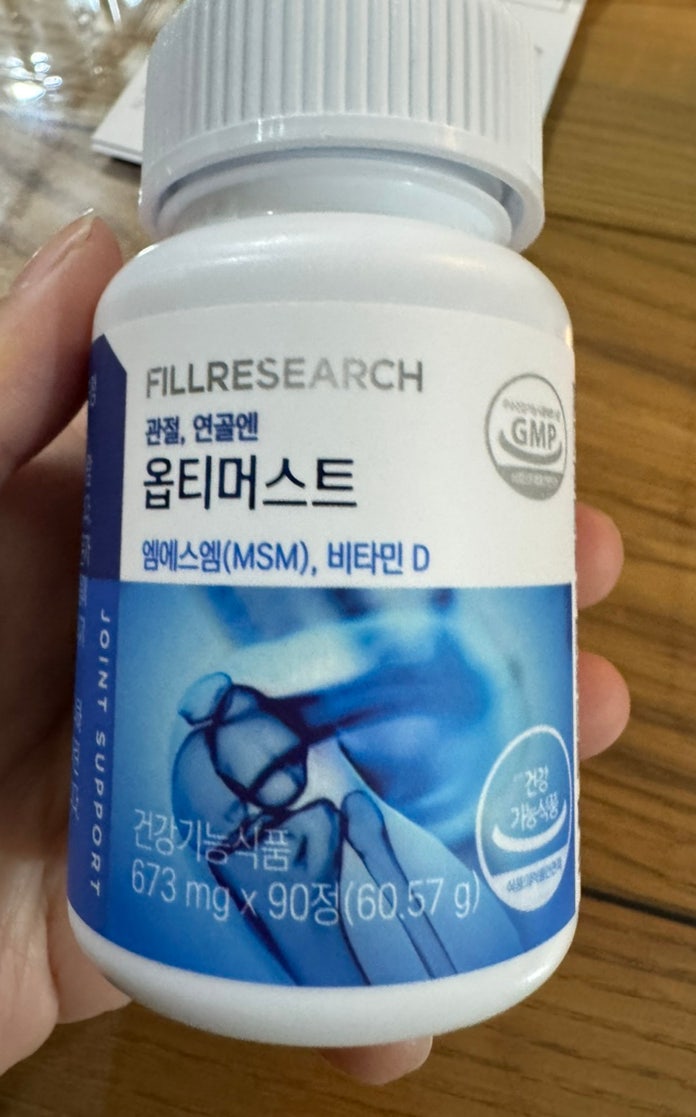 FILLRESEARCH
관절, 연골엔
옵티머스트
엠에스엠(MSM), 비타민 D
GMP
JOINT SUPPORT
건강
기능식품
건강기능식품
673 mg x 90정(60.57 g)